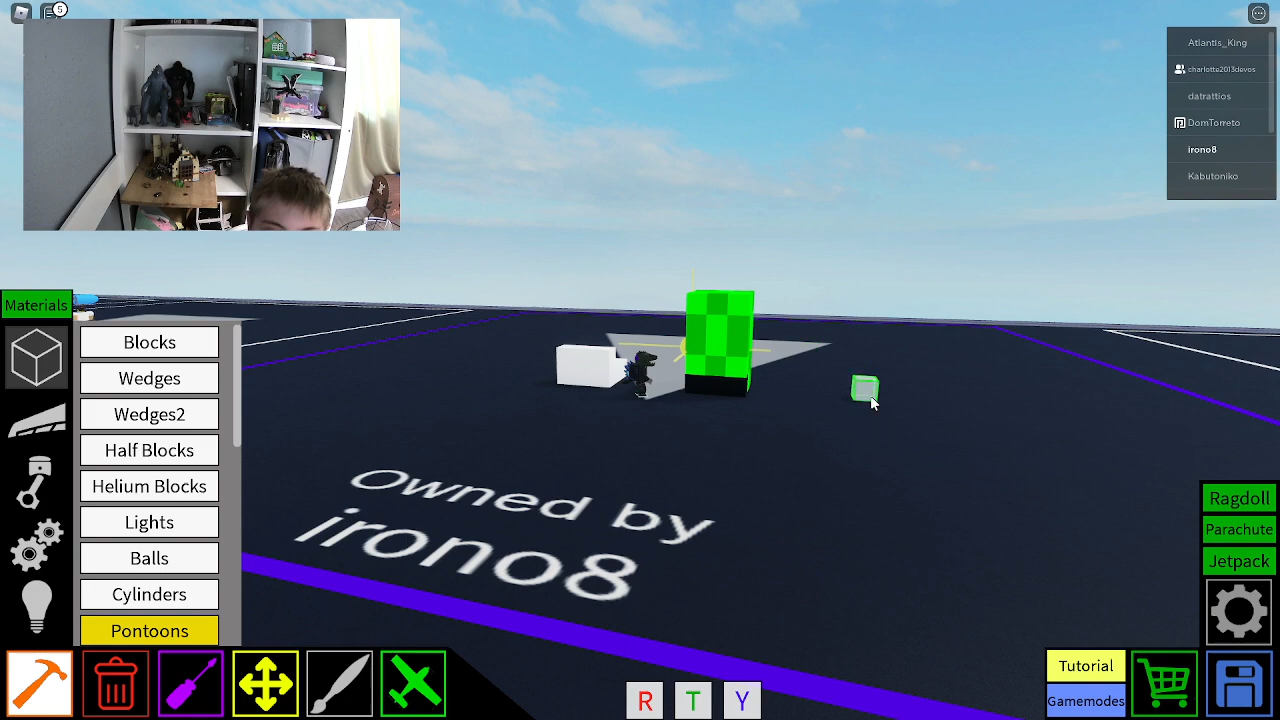 5
Atlantis_King
charlotte2013devos
datrattios
DomTorreto
irono8
Kabutoniko
Materials
Blocks
Wedges
Wedges2
Half Blocks
Helium Blocks
Lights
Balls
Cylinders
Pontoons
Owned by
irono8
Ragdoll
Parachute
Jetpack
Tutorial
Gamemodes
R T Y